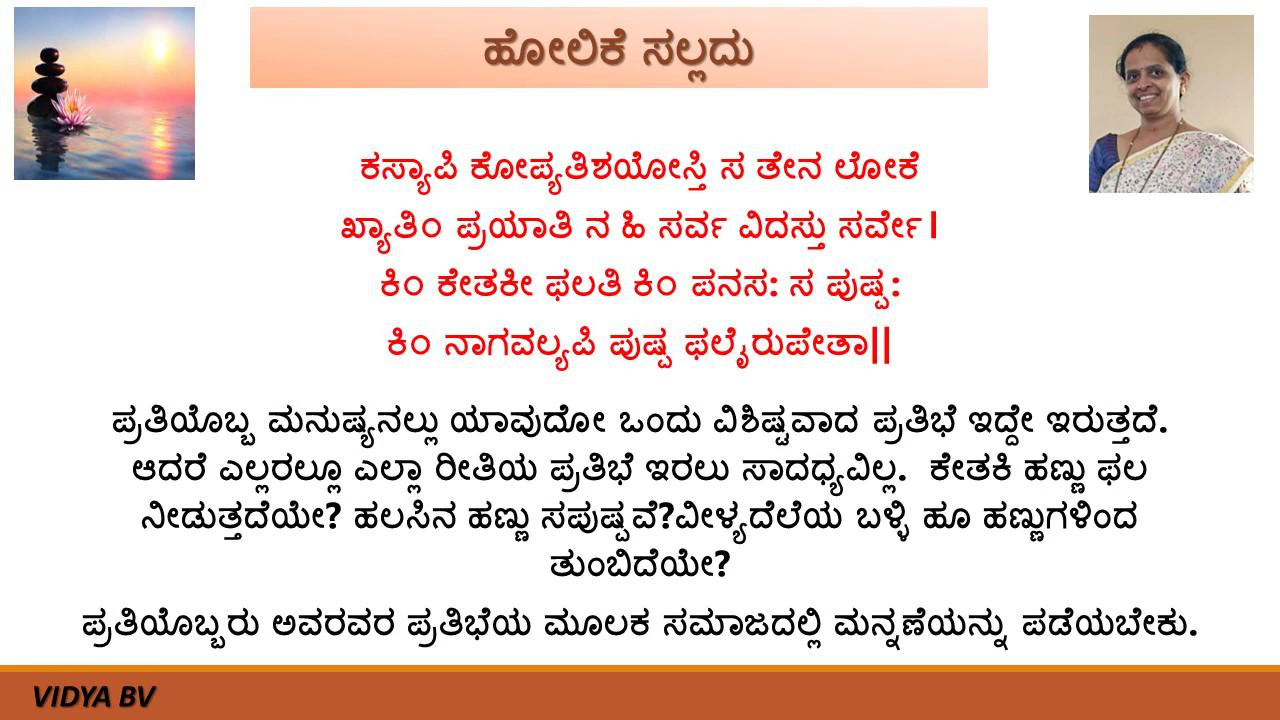 ಹೋಲಿಕೆ ಸಲ್ಲದು
ಕಸ್ಯಾಪಿ ಕೋಪ್ಯತಿಶಯೋಸ್ತಿ ಸ ತೇನ ಲೋಕೆ
ಖ್ಯಾತಿಂ ಪ್ರಯಾತಿ ನ ಹಿ ಸರ್ವ ವಿದಸ್ತು ಸರ್ವೇ।
ಕಿಂ ಕೇತಕೀ ಫಲತಿ ಕಿಂ ಪನಸ: ಸ ಪುಷ್ಪ:
ಕಿಂ ನಾಗವಲ್ಯಪಿ ಪುಷ್ಪ ಫಲೈರುಪೇತಾ||
ಪ್ರತಿಯೊಬ್ಬ ಮನುಷ್ಯನಲ್ಲು ಯಾವುದೋ ಒಂದು ವಿಶಿಷ್ಟವಾದ ಪ್ರತಿಭೆ ಇದ್ದೇ ಇರುತ್ತದೆ.
ಆದರೆ ಎಲ್ಲರಲ್ಲೂ ಎಲ್ಲಾ ರೀತಿಯ ಪ್ರತಿಭೆ ಇರಲು ಸಾದಧ್ಯವಿಲ್ಲ. ಕೇತಕಿ ಹಣ್ಣು ಫಲ
ನೀಡುತ್ತದೆಯೇ? ಹಲಸಿನ ಹಣ್ಣು ಸಪುಷ್ಪವೆ?ವೀಳ್ಯದೆಲೆಯ ಬಳ್ಳಿ ಹೂ ಹಣ್ಣುಗಳಿಂದ
ತುಂಬಿದೆಯೇ?
ಪ್ರತಿಯೊಬ್ಬರು ಅವರವರ ಪ್ರತಿಭೆಯ ಮೂಲಕ ಸಮಾಜದಲ್ಲಿ ಮನ್ನಣೆಯನ್ನು ಪಡೆಯಬೇಕು.
VIDYA BV